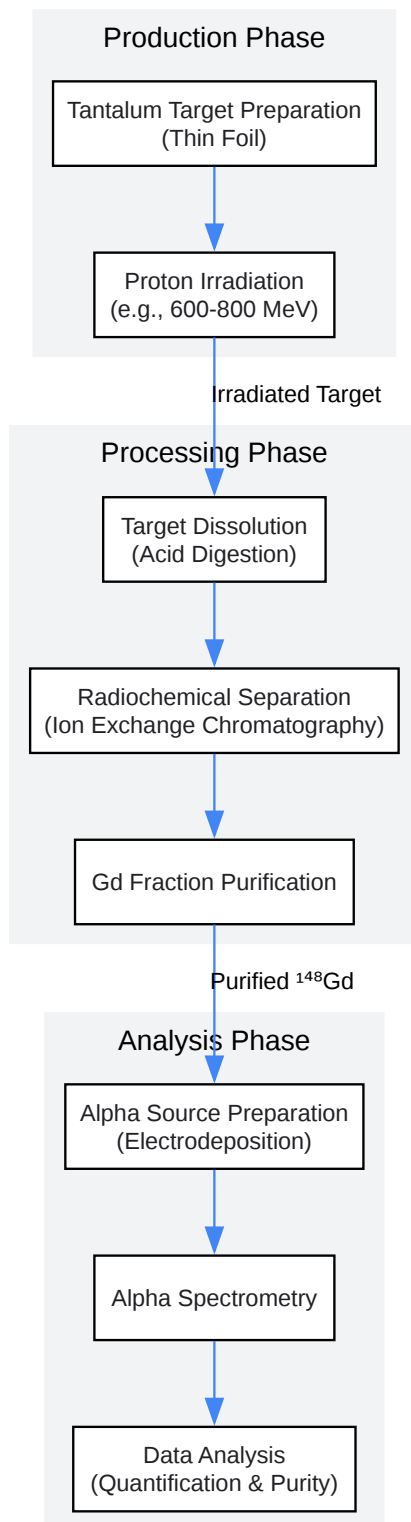 Production Phase
Tantalum Target Preparation
(Thin Foil)
Proton Irradiation
(e.g., 600-800 MeV)
Irradiated Target
Processing Phase
Target Dissolution
(Acid Digestion)
Radiochemical Separation
(Ion Exchange Chromatography)
Gd Fraction Purification
Purified ¹⁴⁸Gd
Analysis Phase
Alpha Source Preparation
(Electrodeposition)
Alpha Spectrometry
Data Analysis
(Quantification & Purity)